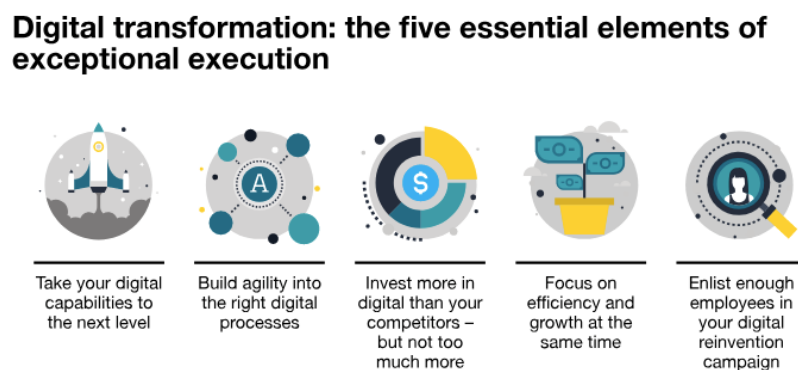 Digital transformation: the five essential elements of
exceptional execution
A
$
Take your digital
capabilities to
the next level
Build agility into
the right digital
processes
Invest more in
digital than your
competitors –
but not too
much more
Focus on
efficiency and
growth at the
same time
Enlist enough
employees in
your digital
reinvention
campaign